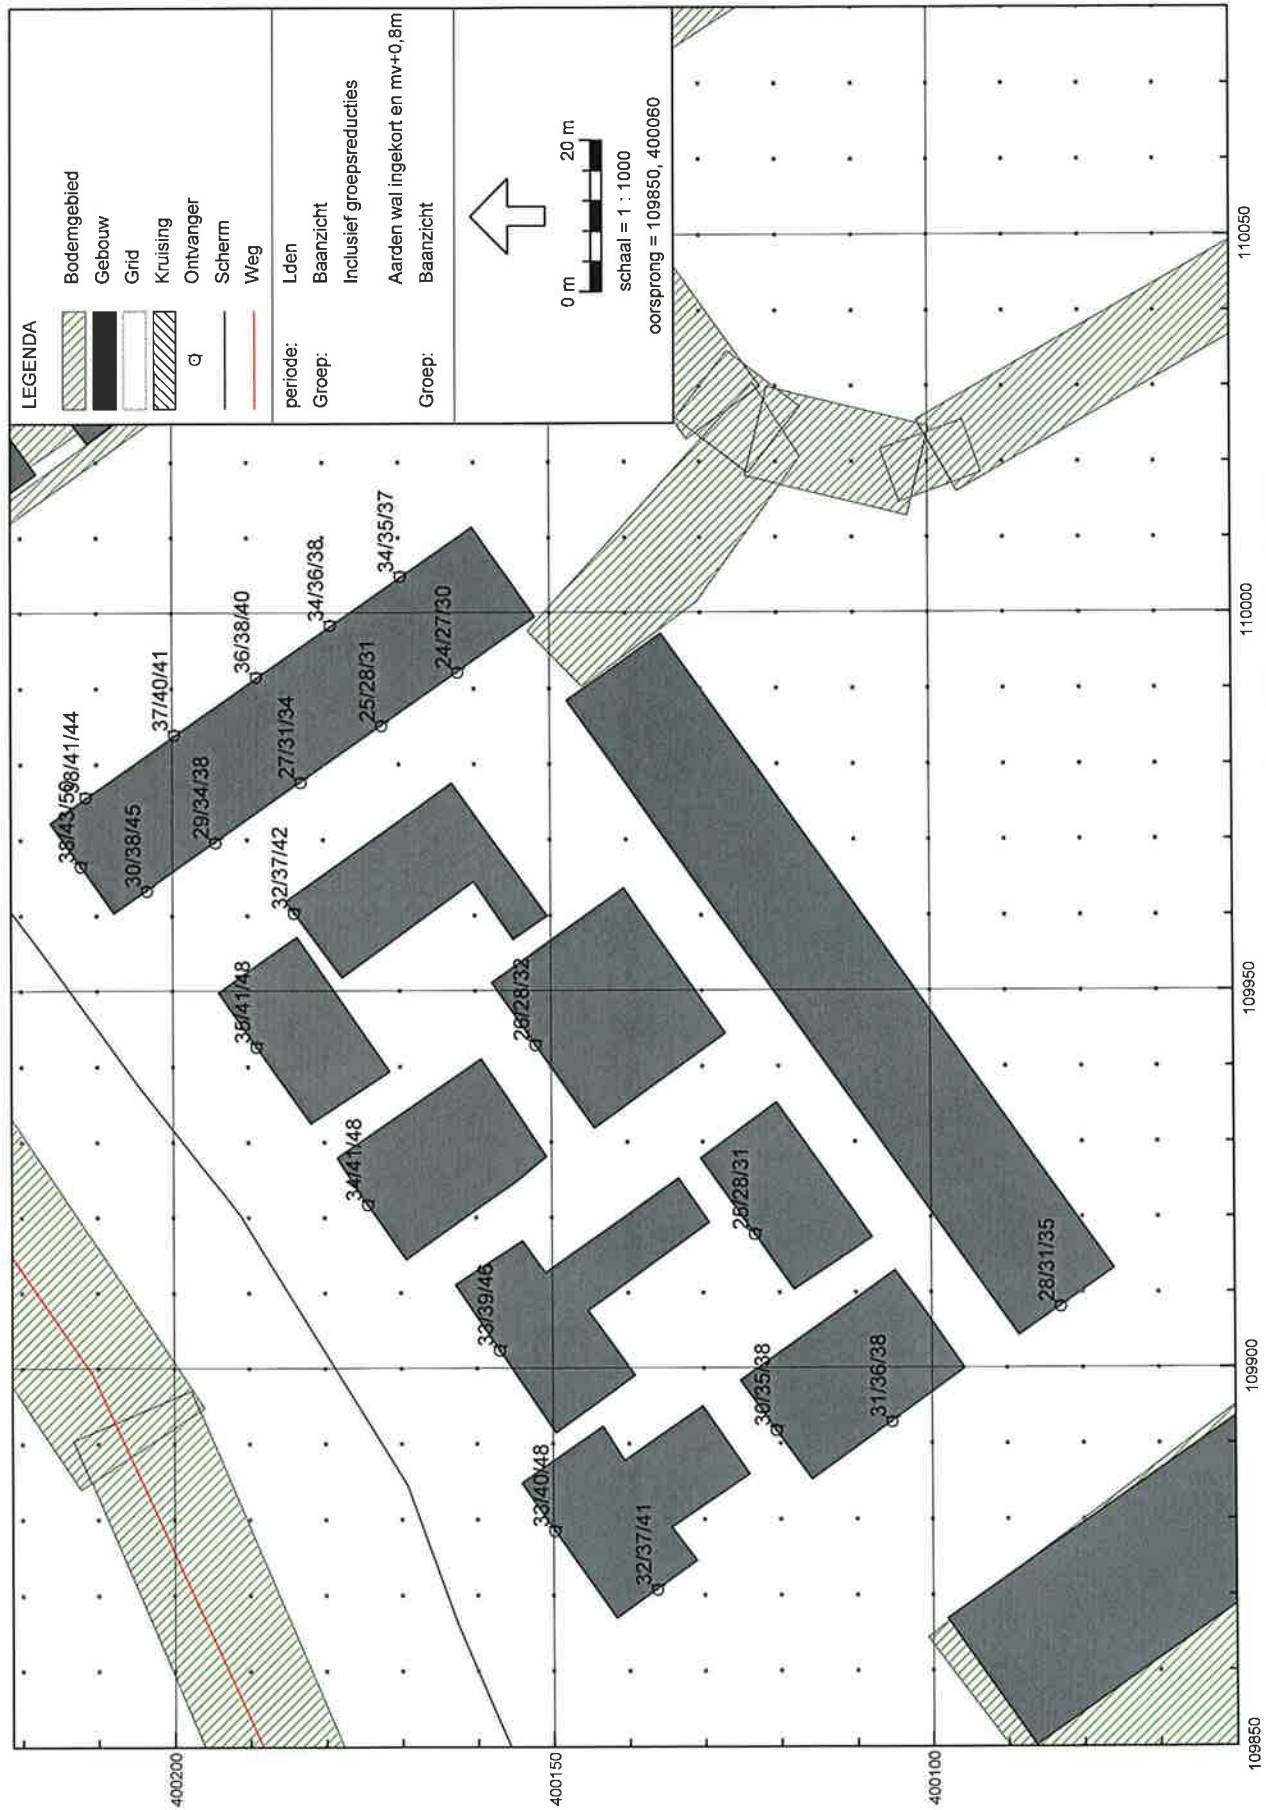 LEGENDA
Bodemgebied
Gebouw
Grid
Kruising
Ontvanger
Scherm
Weg
periode: Lden
Groep: Baanzicht
Inclusief groepsreducties
Aarden wal ingekort en mv+0,8m
Groep: Baanzicht
0 m 20 m
schaal = 1 : 1000
oorsprong = 109850, 400060
38/41/44
30/38/45
37/40/41
29/34/38
36/38/40
27/31/34
34/36/38
25/28/31
34/35/37
24/27/30
32/37/42
35/41/48
34/41/48
26/28/32
33/39/46
25/28/31
33/40/48
32/37/41
30/35/38
31/36/38
28/31/35
400200
400150
400100
109850
109900
109950
110000
110050